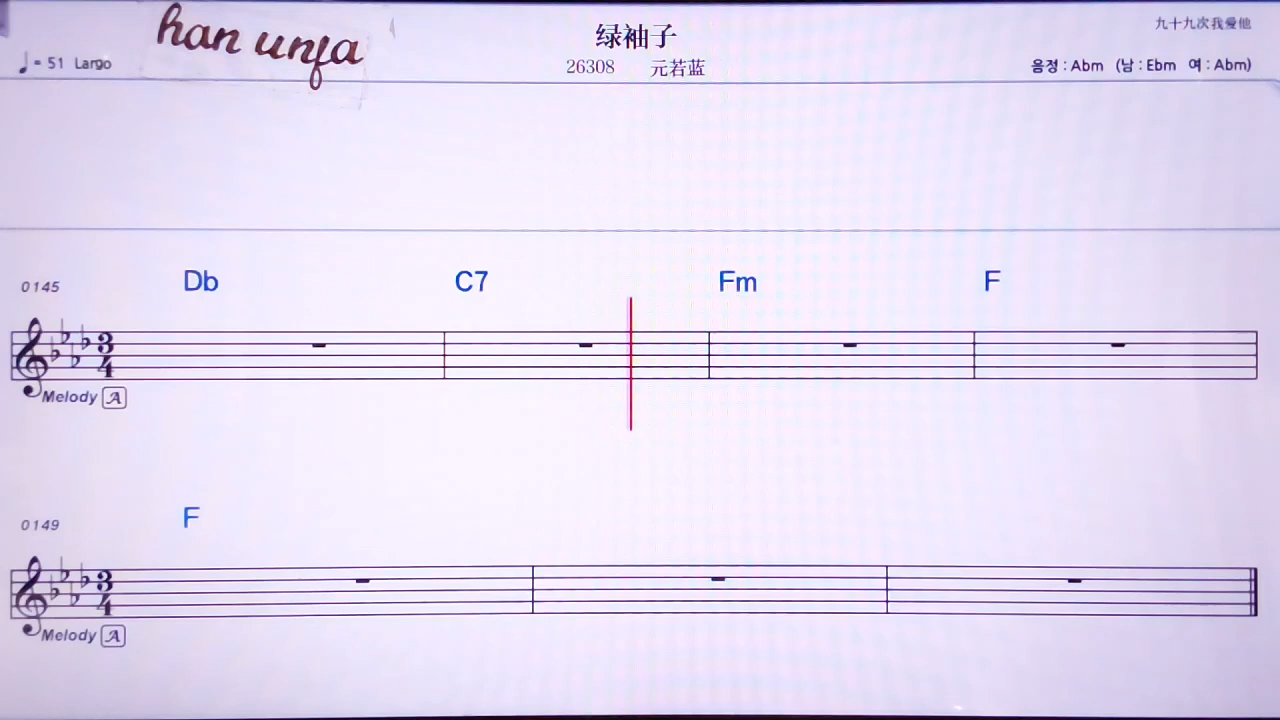 han unfa
绿袖子
九十九次我爱他
♩= 51 Largo
26308 元若蓝
음정 : Abm (남 : Ebm 여 : Abm)
0145 Db C7 Fm F
3
4
Melody A
0149 F
3
4
Melody A